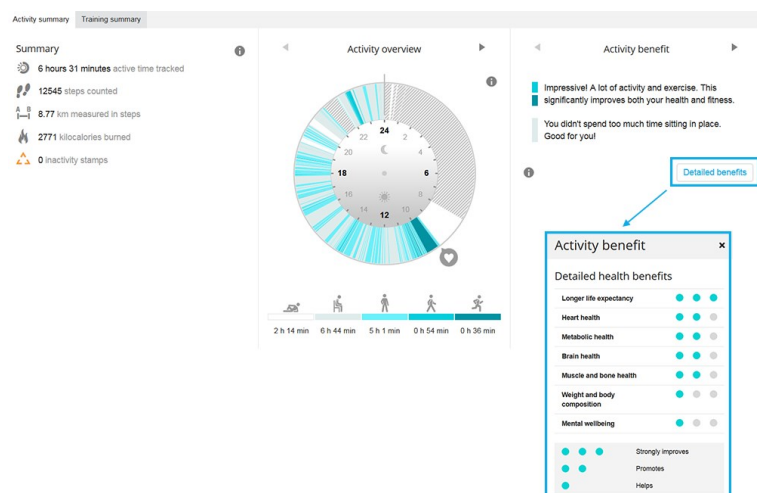 Activity summary
Training summary
Summary
6 hours 31 minutes active time tracked
12545 steps counted
A B
8.77 km measured in steps
2771 kilocalories burned
0 inactivity stamps
Activity overview
24
22 2
20 4
18 6
16 8
14 10
12
2 h 14 min 6 h 44 min 5 h 1 min 0 h 54 min 0 h 36 min
Activity benefit
Impressive! A lot of activity and exercise. This
significantly improves both your health and fitness.
You didn't spend too much time sitting in place.
Good for you!
Detailed benefits
Activity benefit ×
Detailed health benefits
Longer life expectancy
Heart health
Metabolic health
Brain health
Muscle and bone health
Weight and body
composition
Mental wellbeing
Strongly improves
Promotes
Helps